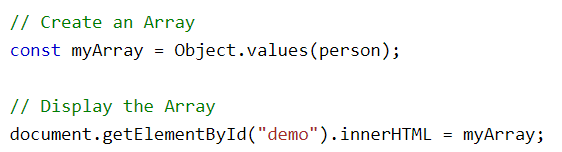 // Create an Array
const myArray = Object.values(person);
// Display the Array
document.getElementById("demo").innerHTML = myArray;